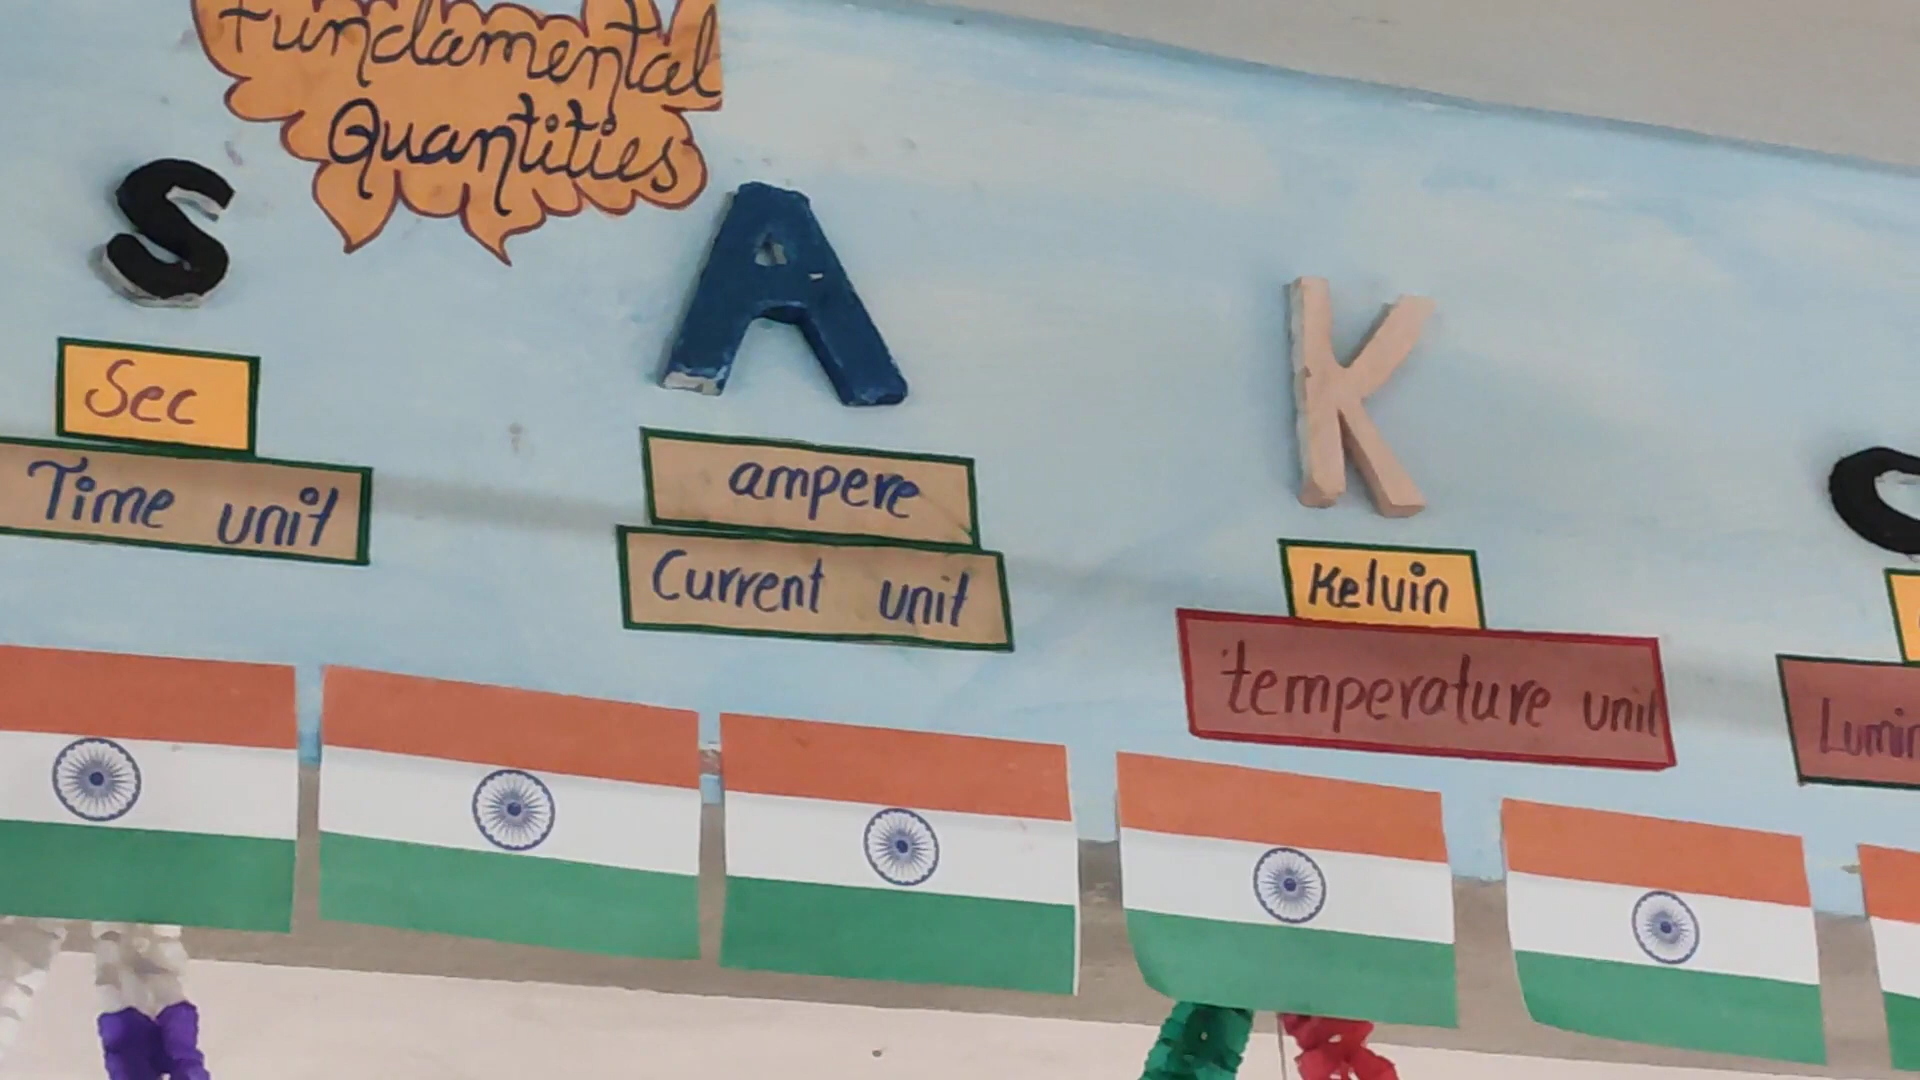 Fundamental
Quantities
S
Sec
Time unit
A
ampere
Current unit
K
Kelvin
temperature unit